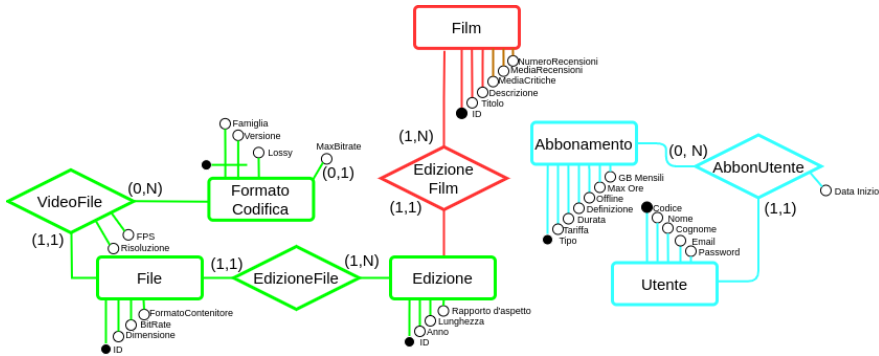 Film
NumeroRecensioni
MediaRecensioni
MediaCritiche
Descrizione
Titolo
ID
(1,N)
Edizione
Film
(1,1)
Famiglia
Versione
Lossy
MaxBitrate
(0,1)
Formato
Codifica
(0,N)
VideoFile
(1,1)
FPS
Risoluzione
File
(1,1)
EdizioneFile
(1,N)
Edizione
FormatoContenitore
BitRate
Dimensione
ID
Rapporto d'aspetto
Lunghezza
Anno
ID
Abbonamento
(0, N)
AbbonUtente
GB Mensili
Max Ore
Offline
Definizione
Durata
Tariffa
Tipo
Data Inizio
(1,1)
Codice
Nome
Cognome
Email
Password
Utente